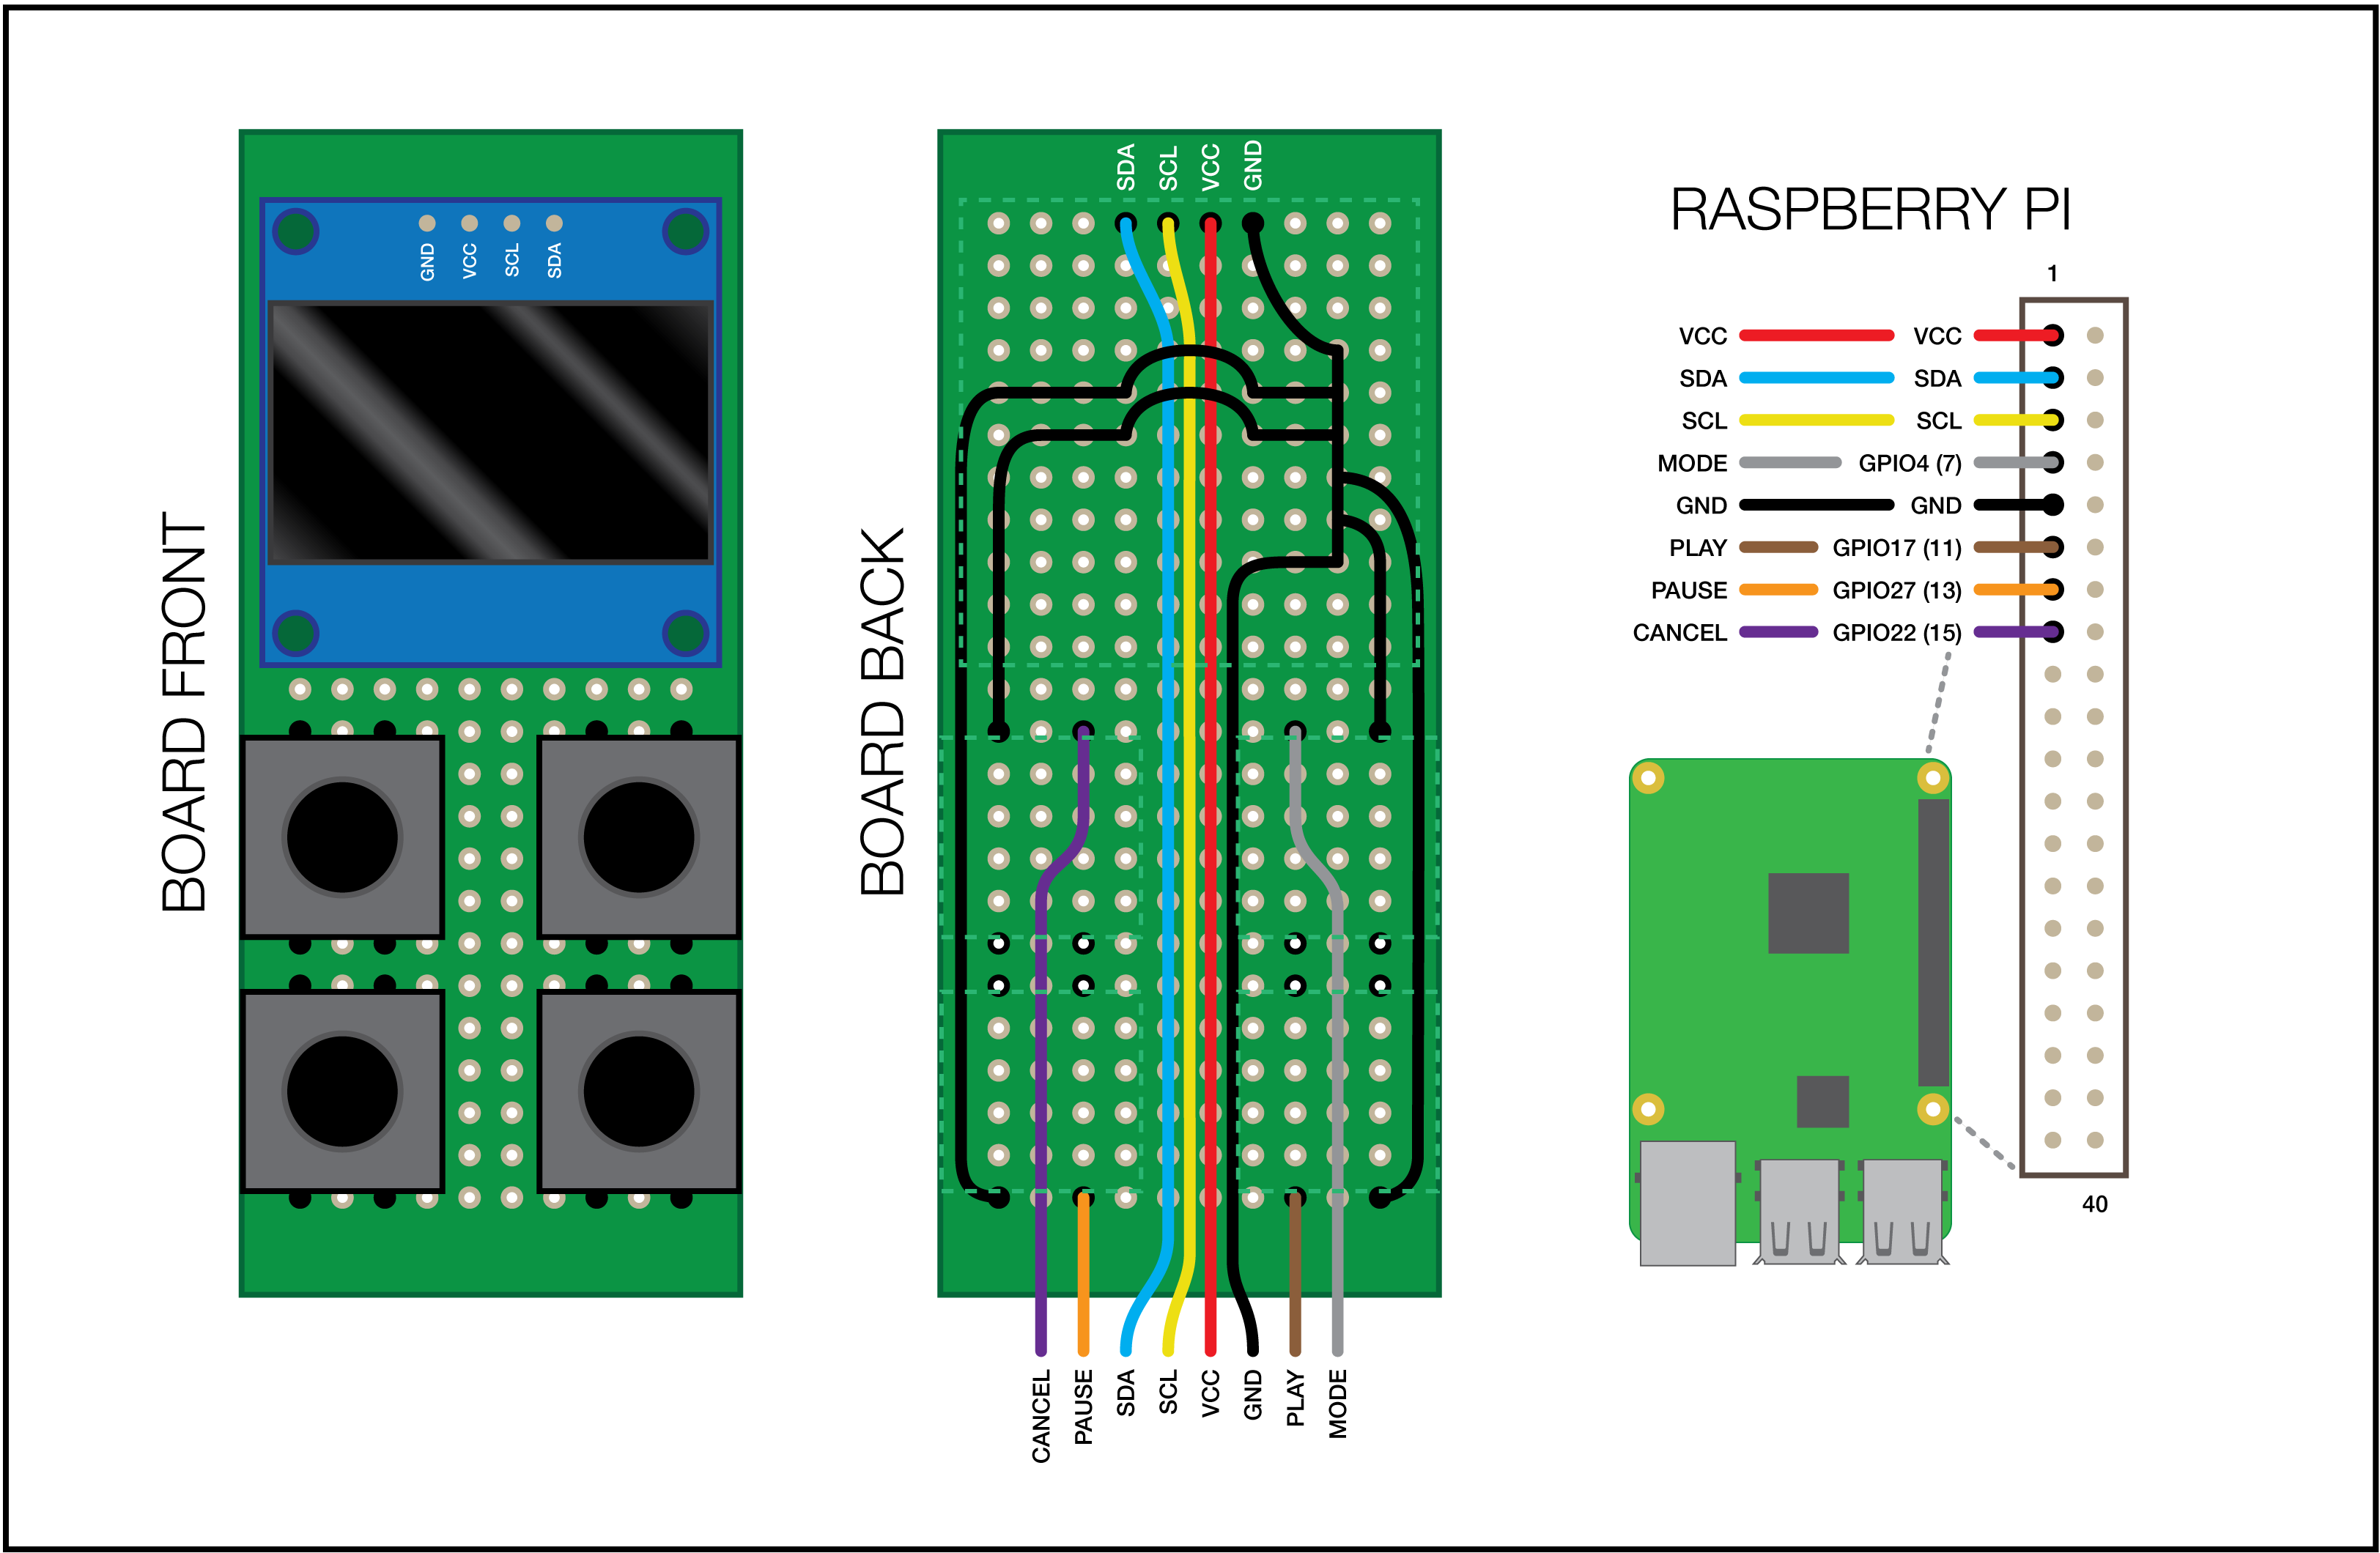 BOARD FRONT
GND
VCC
SCL
SDA
BOARD BACK
SDA
SCL
VCC
GND
CANCEL
PAUSE
SDA
SCL
VCC
GND
PLAY
MODE
RASPBERRY PI
1
VCC VCC
SDA SDA
SCL SCL
MODE GPIO4 (7)
GND GND
PLAY GPIO17 (11)
PAUSE GPIO27 (13)
CANCEL GPIO22 (15)
40